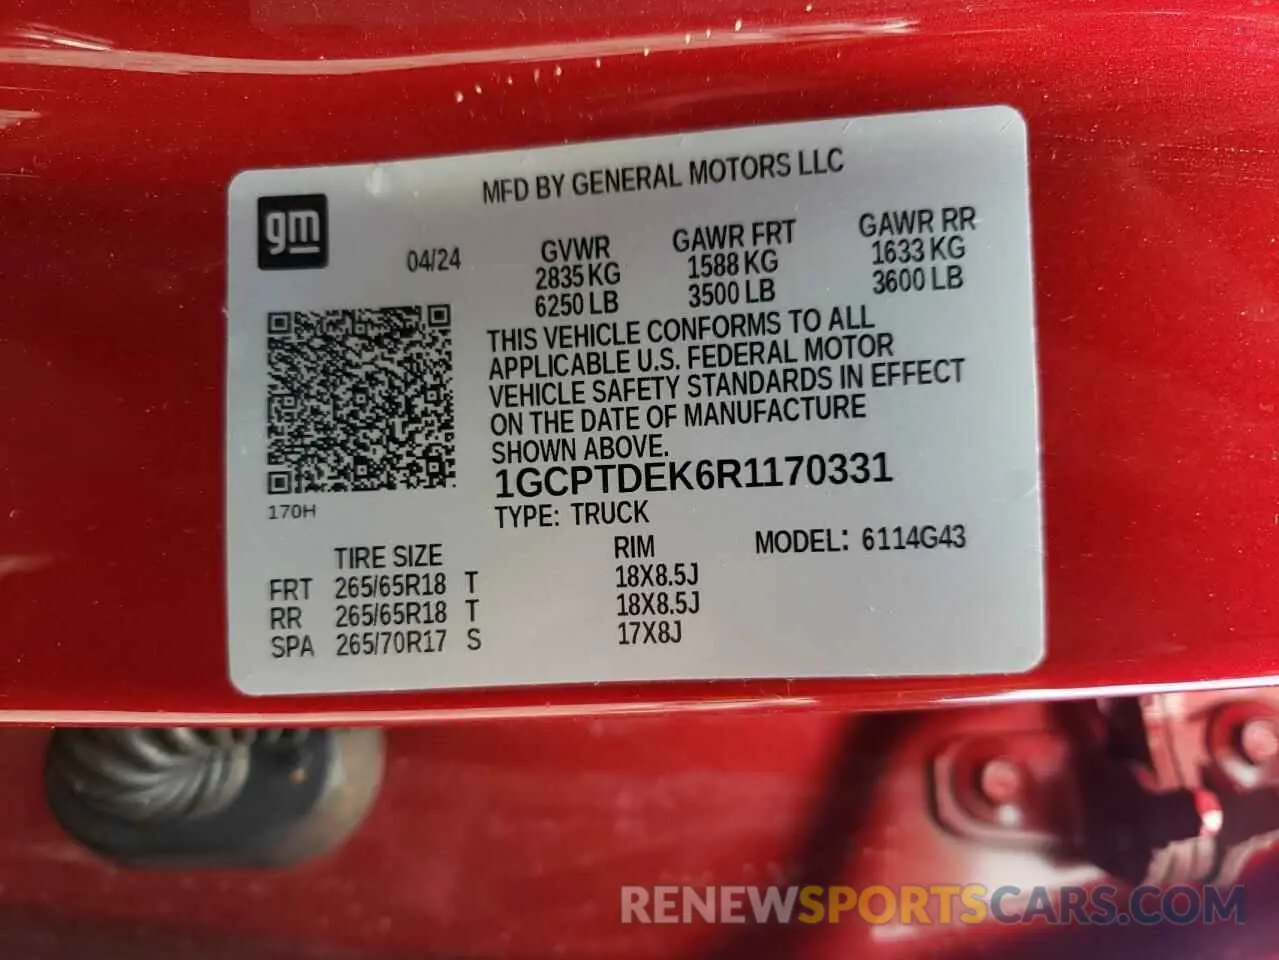 MFD BY GENERAL MOTORS LLC
gm
04/24
GVWR GAWR FRT GAWR RR
2835 KG 1588 KG 1633 KG
6250 LB 3500 LB 3600 LB
THIS VEHICLE CONFORMS TO ALL
APPLICABLE U.S. FEDERAL MOTOR
VEHICLE SAFETY STANDARDS IN EFFECT
ON THE DATE OF MANUFACTURE
SHOWN ABOVE.
1GCPTDEK6R1170331
170H
TYPE: TRUCK
TIRE SIZE RIM MODEL: 6114G43
FRT 265/65R18 T 18X8.5J
RR 265/65R18 T 18X8.5J
SPA 265/70R17 S 17X8J
RENEWSPORTSCARS.COM